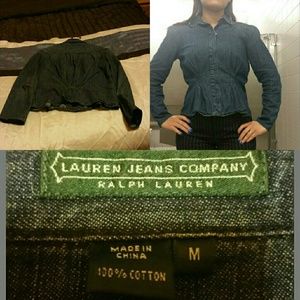 LAUREN JEANS COMPANY
RALPH LAUREN
MADE IN
CHINA
M
100% COTTON